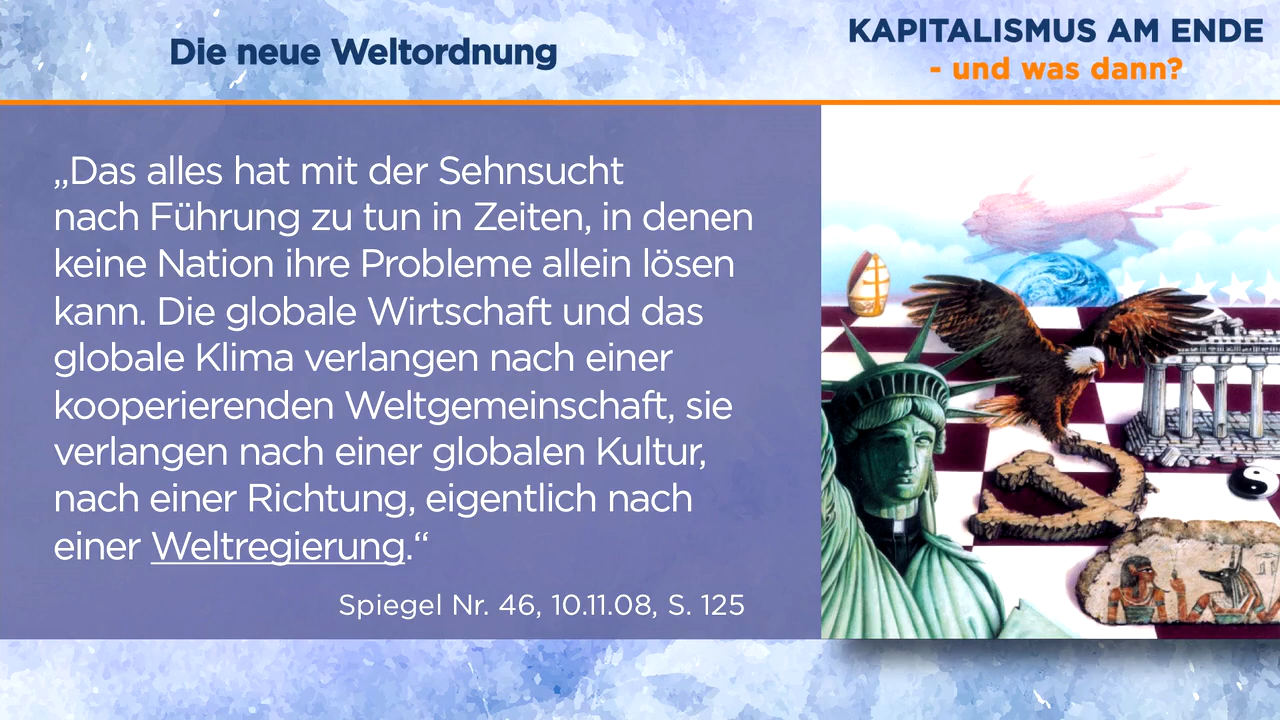 Die neue Weltordnung
KAPITALISMUS AM ENDE
- und was dann?
„Das alles hat mit der Sehnsucht
nach Führung zu tun in Zeiten, in denen
keine Nation ihre Probleme allein lösen
kann. Die globale Wirtschaft und das
globale Klima verlangen nach einer
kooperierenden Weltgemeinschaft, sie
verlangen nach einer globalen Kultur,
nach einer Richtung, eigentlich nach
einer Weltregierung.“
Spiegel Nr. 46, 10.11.08, S. 125